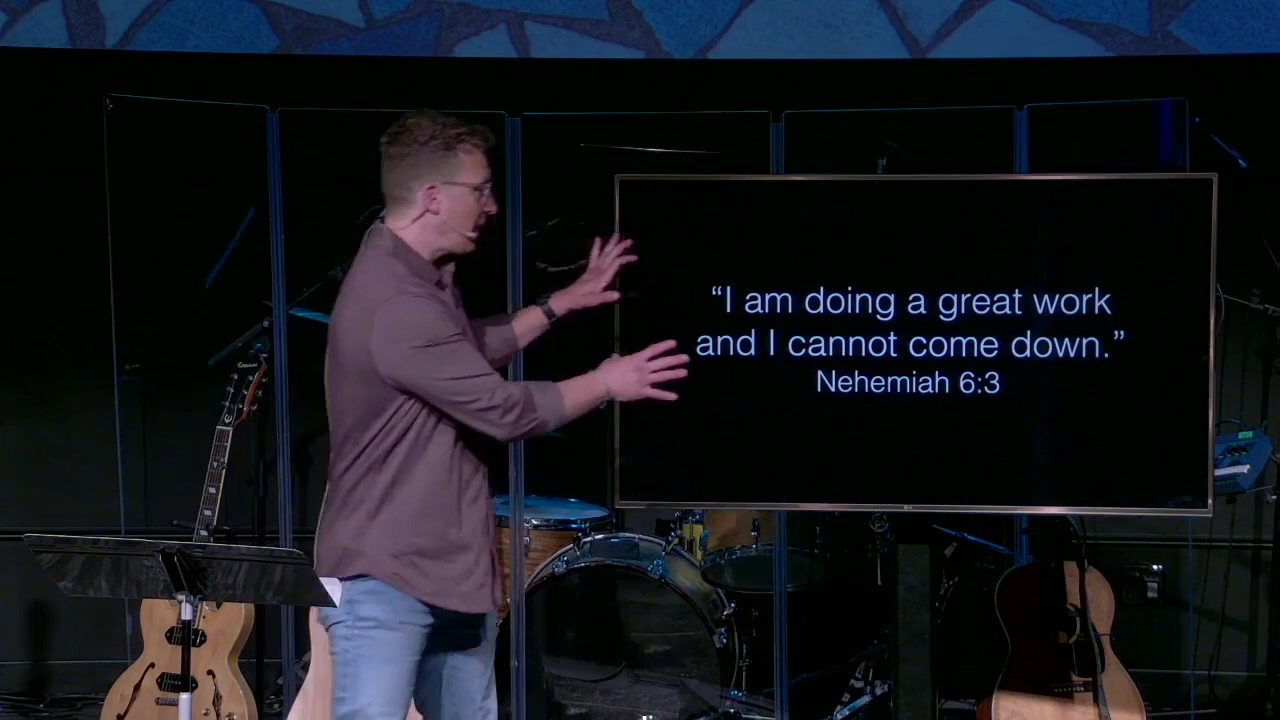 “I am doing a great work
and I cannot come down.”
Nehemiah 6:3